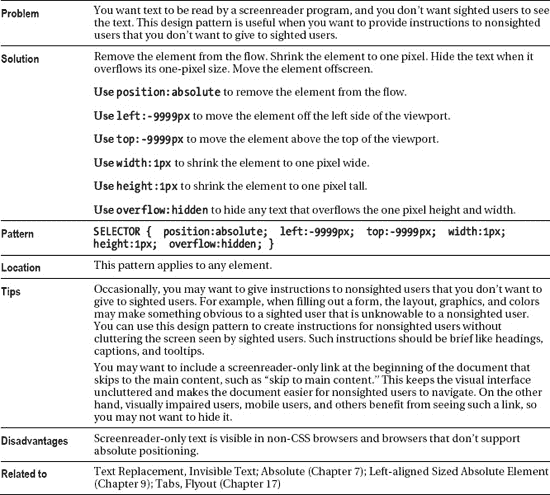 Problem
You want text to be read by a screenreader program, and you don't want sighted users to see
the text. This design pattern is useful when you want to provide instructions to nonsighted
users that you don't want to give to sighted users.
Solution
Remove the element from the flow. Shrink the element to one pixel. Hide the text when it
overflows its one-pixel size. Move the element offscreen.
Use position:absolute to remove the element from the flow.
Use left:-9999px to move the element off the left side of the viewport.
Use top:-9999px to move the element above the top of the viewport.
Use width:1px to shrink the element to one pixel wide.
Use height:1px to shrink the element to one pixel tall.
Use overflow:hidden to hide any text that overflows the one pixel height and width.
Pattern
SELECTOR { position:absolute; left:-9999px; top:-9999px; width:1px;
height:1px; overflow:hidden; }
Location
This pattern applies to any element.
Tips
Occasionally, you may want to give instructions to nonsighted users that you don't want to
give to sighted users. For example, when filling out a form, the layout, graphics, and colors
may make something obvious to a sighted user that is unknowable to a nonsighted user.
You can use this design pattern to create instructions for nonsighted users without
cluttering the screen seen by sighted users. Such instructions should be brief like headings,
captions, and tooltips.
You may want to include a screenreader-only link at the beginning of the document that
skips to the main content, such as "skip to main content." This keeps the visual interface
uncluttered and makes the document easier for nonsighted users to navigate. On the other
hand, visually impaired users, mobile users, and others benefit from seeing such a link, so
you may not want to hide it.
Disadvantages
Screenreader-only text is visible in non-CSS browsers and browsers that don't support
absolute positioning.
Related to
Text Replacement, Invisible Text; Absolute (Chapter 7); Left-aligned Sized Absolute Element
(Chapter 9); Tabs, Flyout (Chapter 17)